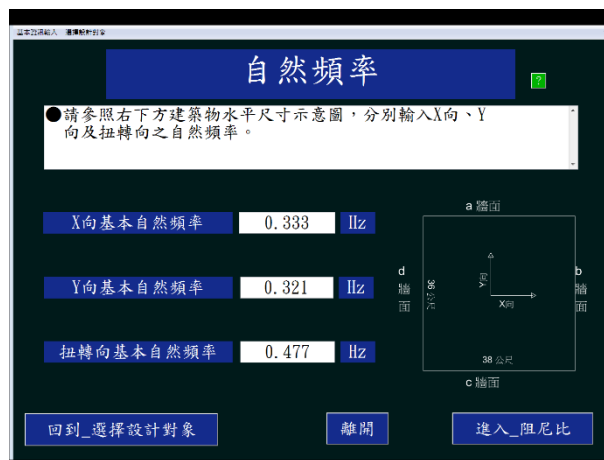 基本資訊輸入 選擇設計對象
自然頻率
?
●請參照右下方建築物水平尺寸示意圖，分別輸入X向、Y
向及扭轉向之自然頻率。
X向基本自然頻率 0.333 Hz
Y向基本自然頻率 0.321 Hz
扭轉向基本自然頻率 0.477 Hz
a 牆面
d 牆面
36 公尺
Y向
X向
b 牆面
38 公尺
c 牆面
回到_選擇設計對象
離開
進入_阻尼比